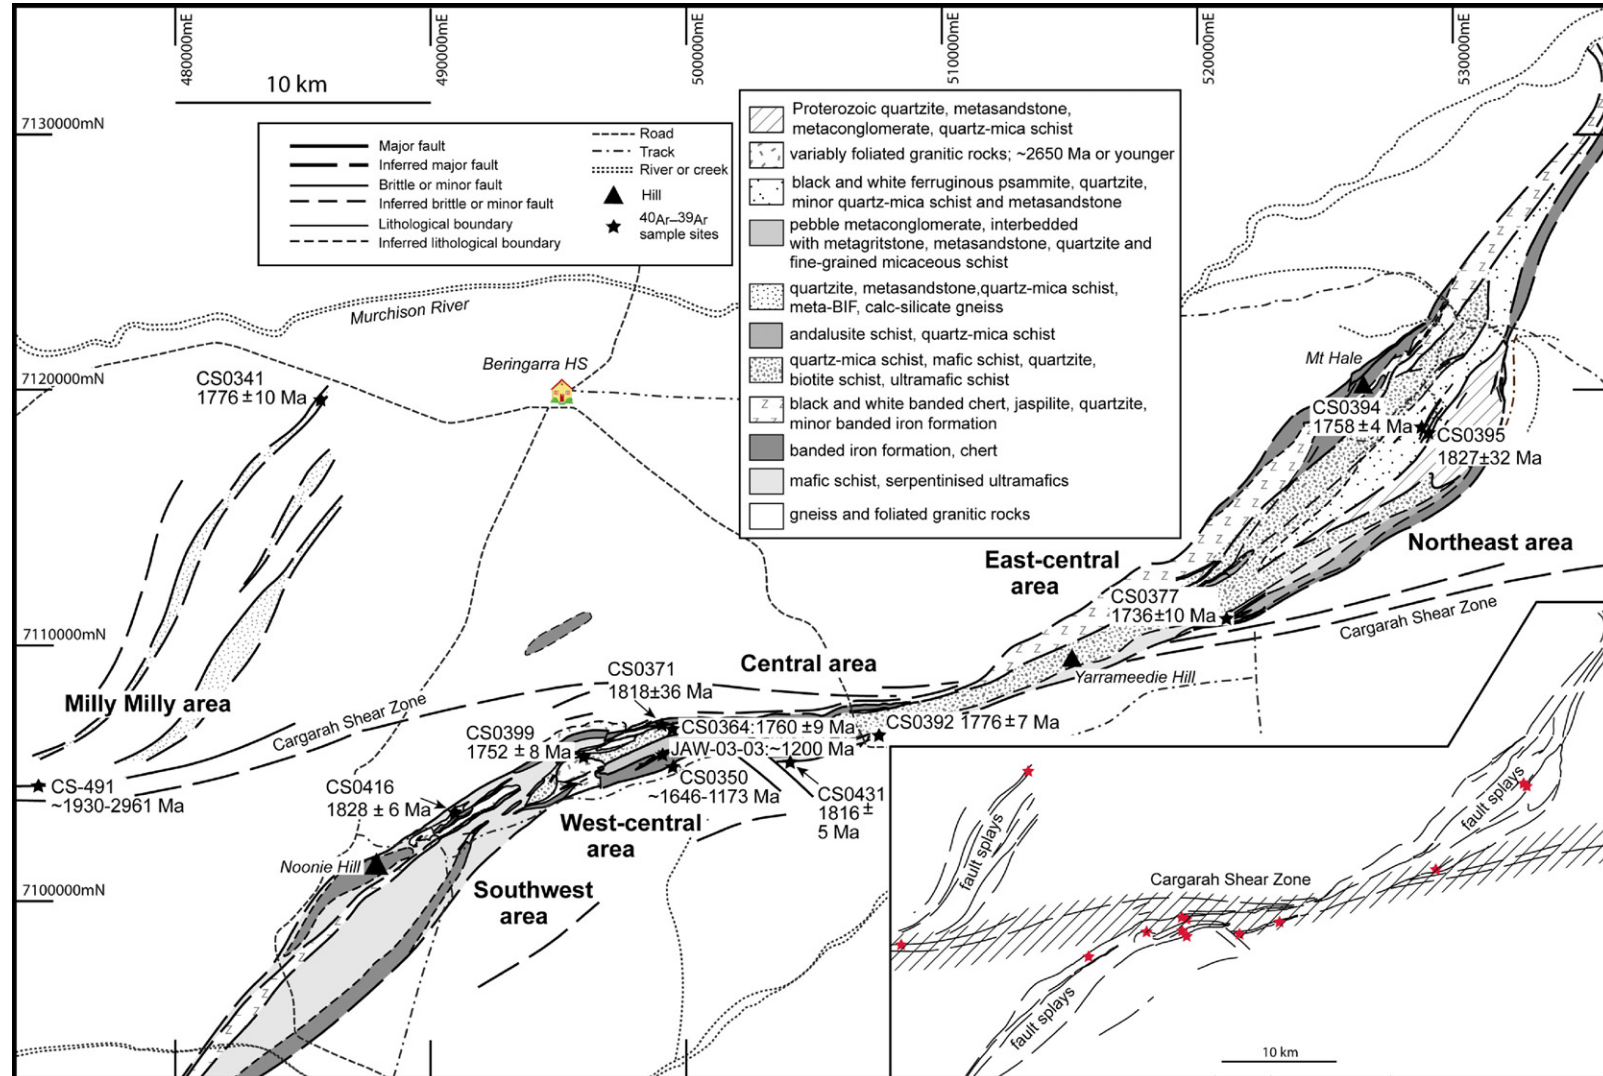 480000mE
490000mE
500000mE
510000mE
520000mE
530000mE
10 km
7130000mN
7120000mN
7110000mN
7100000mN
Major fault
Inferred major fault
Brittle or minor fault
Inferred brittle or minor fault
Lithological boundary
Inferred lithological boundary
Road
Track
River or creek
Hill
40Ar–39Ar
sample sites
Proterozoic quartzite, metasandstone,
metaconglomerate, quartz-mica schist
variably foliated granitic rocks; ~2650 Ma or younger
black and white ferruginous psammite, quartzite,
minor quartz-mica schist and metasandstone
pebble metaconglomerate, interbedded
with metagritstone, metasandstone, quartzite and
fine-grained micaceous schist
quartzite, metasandstone,quartz-mica schist,
meta-BIF, calc-silicate gneiss
andalusite schist, quartz-mica schist
quartz-mica schist, mafic schist, quartzite,
biotite schist, ultramafic schist
black and white banded chert, jaspilite, quartzite,
minor banded iron formation
banded iron formation, chert
mafic schist, serpentinised ultramafics
gneiss and foliated granitic rocks
Murchison River
Beringarra HS
CS0341
1776 ±10 Ma
Mt Hale
CS0394
1758 ±4 Ma
CS0395
1827±32 Ma
Northeast area
East-central
area
CS0377
1736±10 Ma
Cargarah Shear Zone
Yarrameedie Hill
Central area
CS0371
1818±36 Ma
Milly Milly area
Cargarah Shear Zone
CS0364:1760 ±9 Ma
CS0392 1776 ±7 Ma
CS0399
1752 ± 8 Ma
JAW-03-03:~1200 Ma
CS0350
~1646-1173 Ma
CS0431
1816 ±
5 Ma
CS-491
~1930-2961 Ma
CS0416
1828 ± 6 Ma
West-central
area
Noonie Hill
Southwest
area
fault splays
fault splays
Cargarah Shear Zone
fault splays
10 km